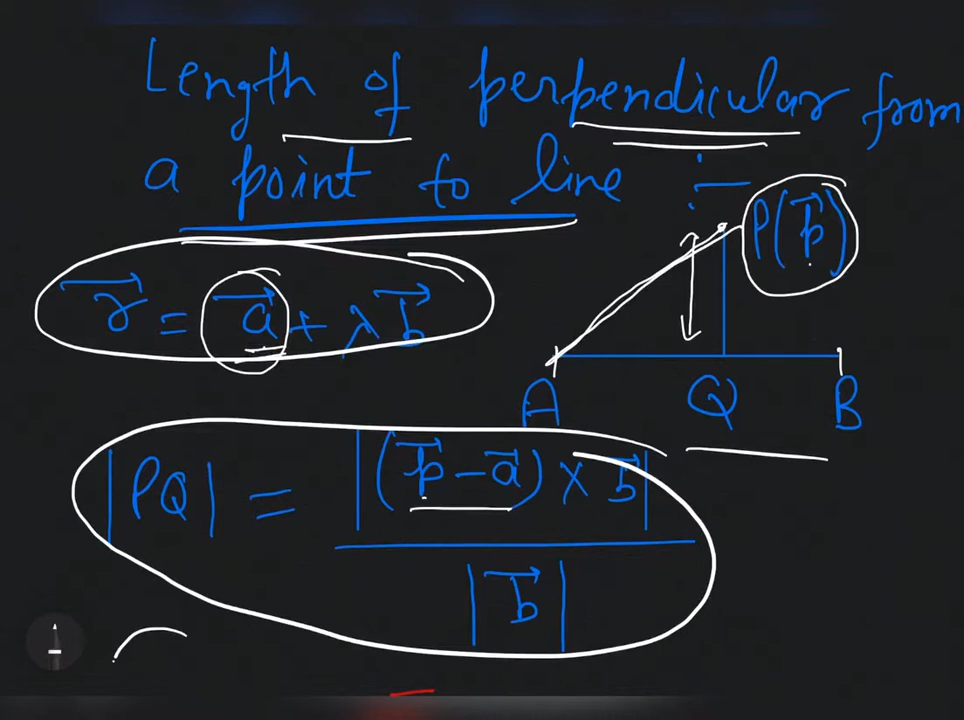 Length of perpendicular from
a point to line :-
P(p⃗)
r⃗ = a⃗ + λb⃗
A Q B
|PQ| = |(p⃗ - a⃗) × b⃗|
|b⃗|